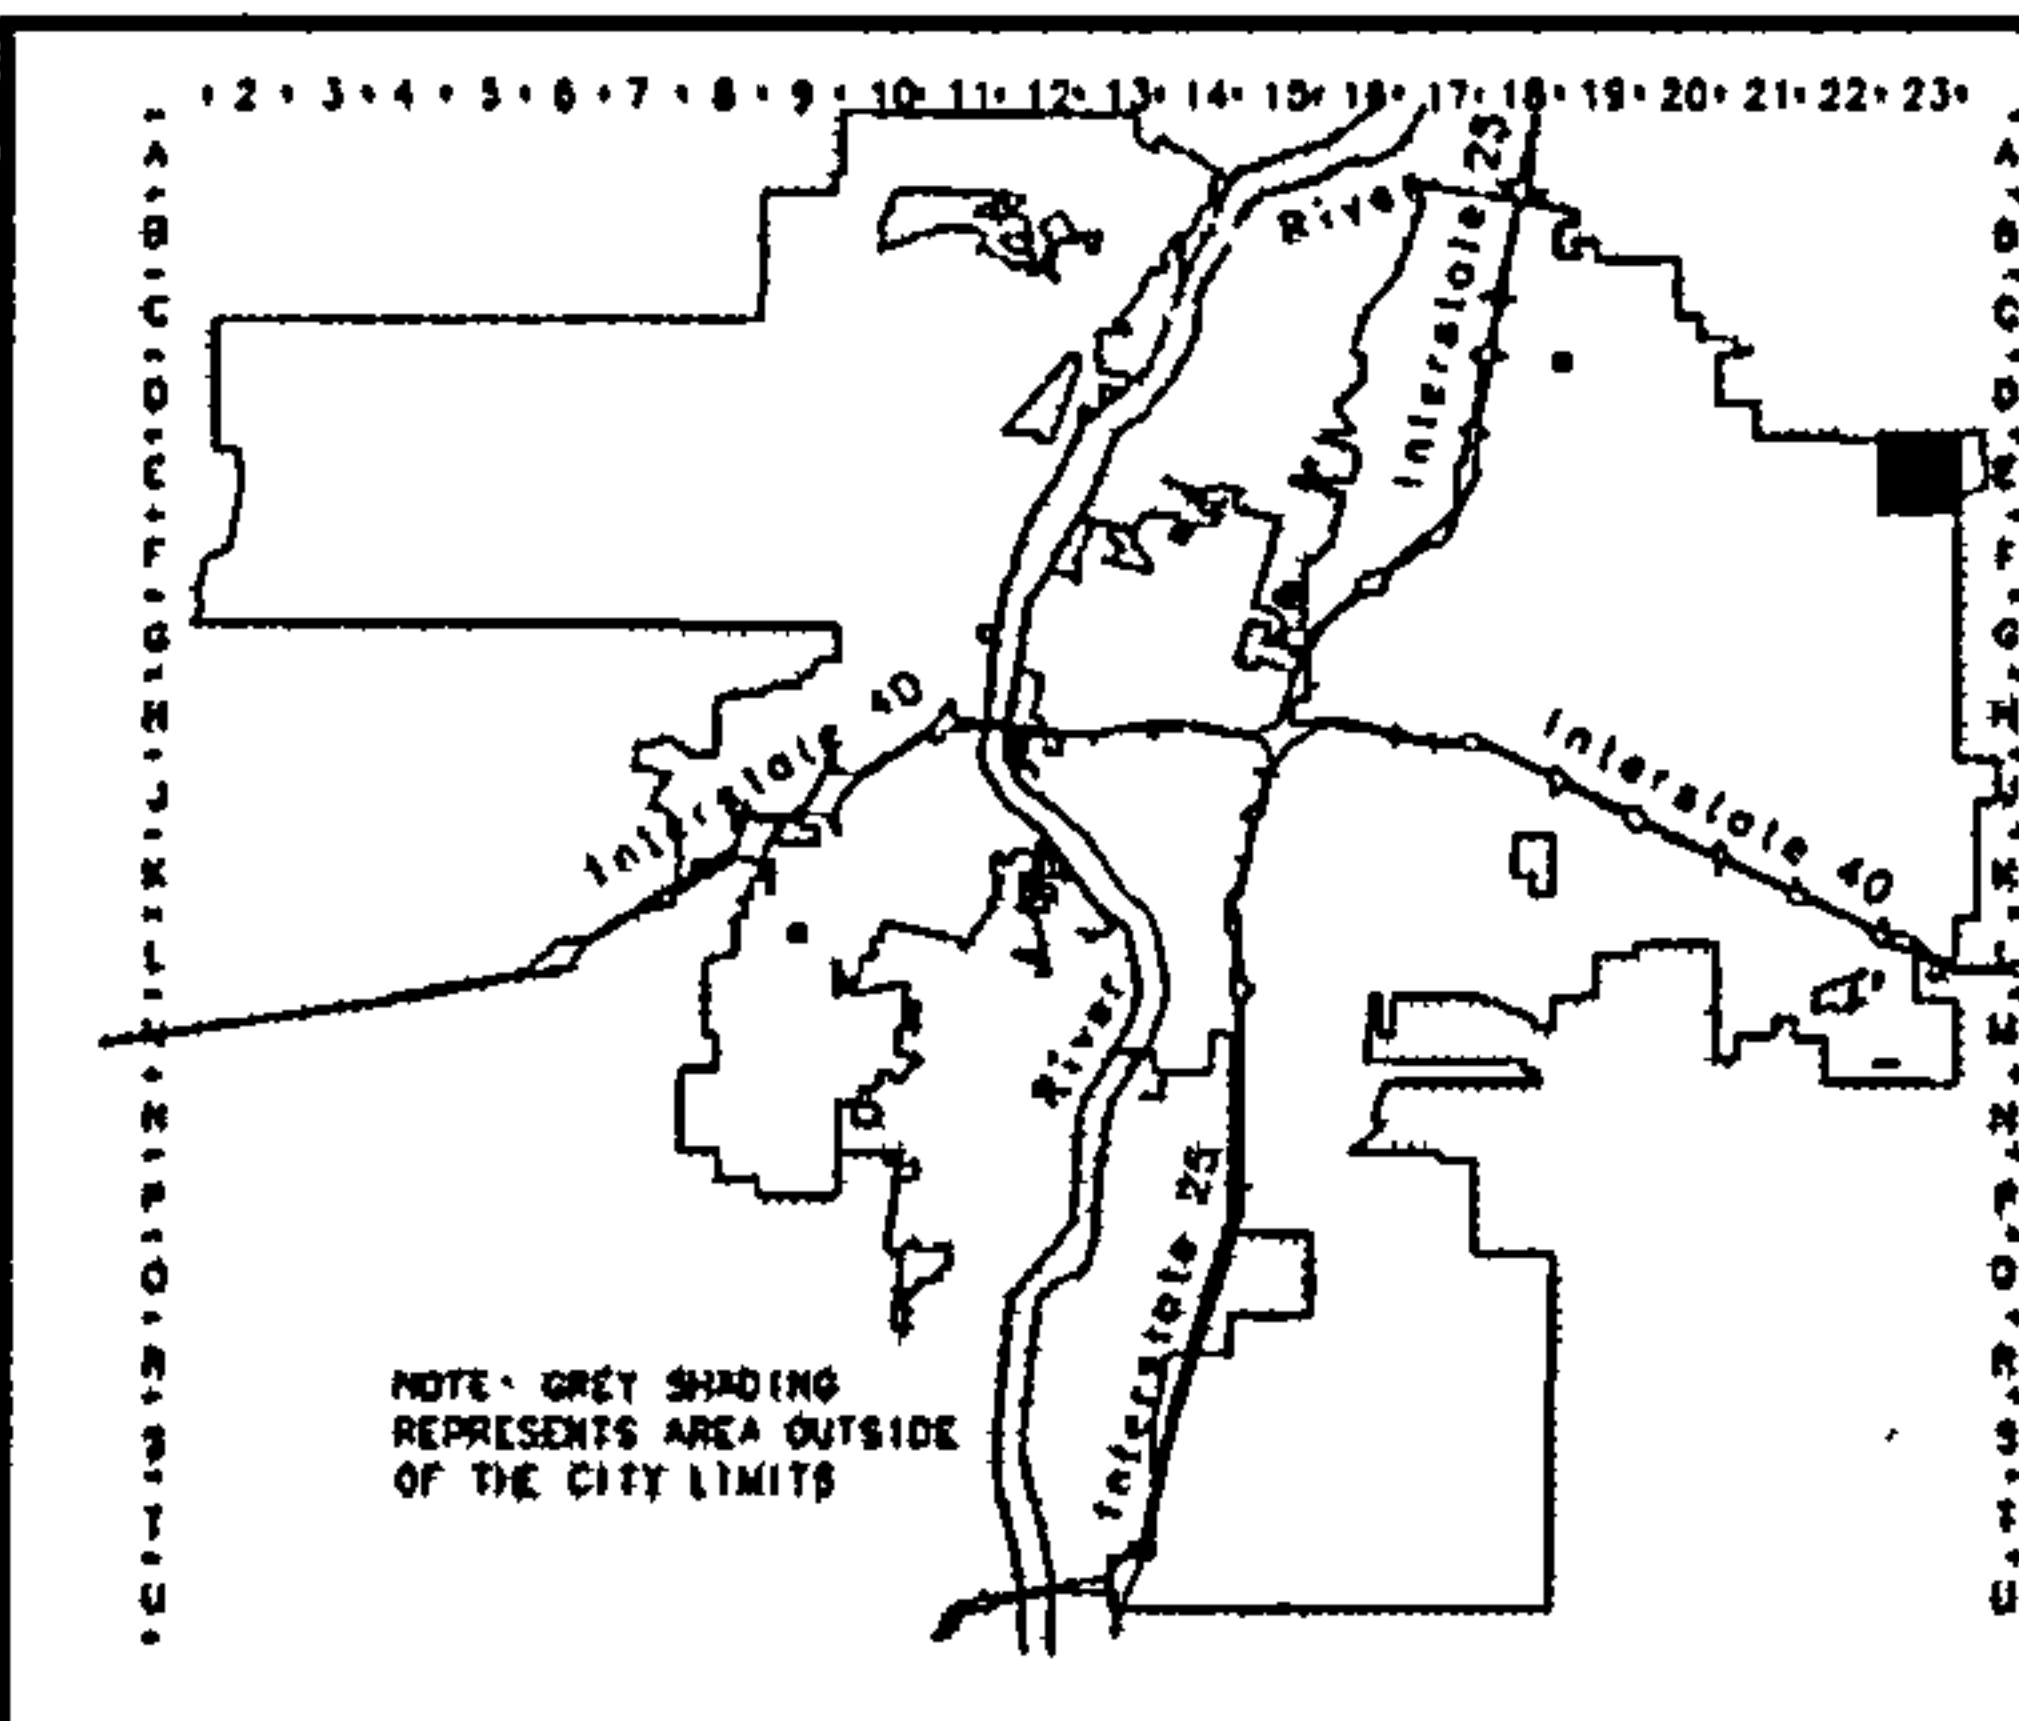 2 3 4 5 6 7 8 9 10 11 12 13 14 15 16 17 18 19 20 21 22 23
A A
B B
C C
D D
E E
F F
G G
H H
J J
K K
L L
M M
N N
P P
Q Q
R R
S S
T T
U U
River
Interstate 25
Interstate 40
Interstate 40
River
Interstate 25
NOTE: GREY SHADING
REPRESENTS AREA OUTSIDE
OF THE CITY LIMITS